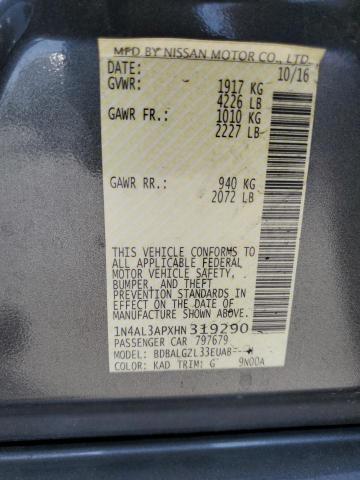 MFD BY NISSAN MOTOR CO., LTD.
DATE: 10/16
GVWR: 1917 KG
4226 LB
GAWR FR.: 1010 KG
2227 LB
GAWR RR.: 940 KG
2072 LB
THIS VEHICLE CONFORMS TO
ALL APPLICABLE FEDERAL
MOTOR VEHICLE SAFETY,
BUMPER, AND THEFT
PREVENTION STANDARDS
IN EFFECT ON THE DATE OF
MANUFACTURE SHOWN ABOVE.
1N4AL3APXHN 319290
PASSENGER CAR 797679
MODEL: BDBALGZL33EUAB---
COLOR: KAD TRIM: G 9N00A